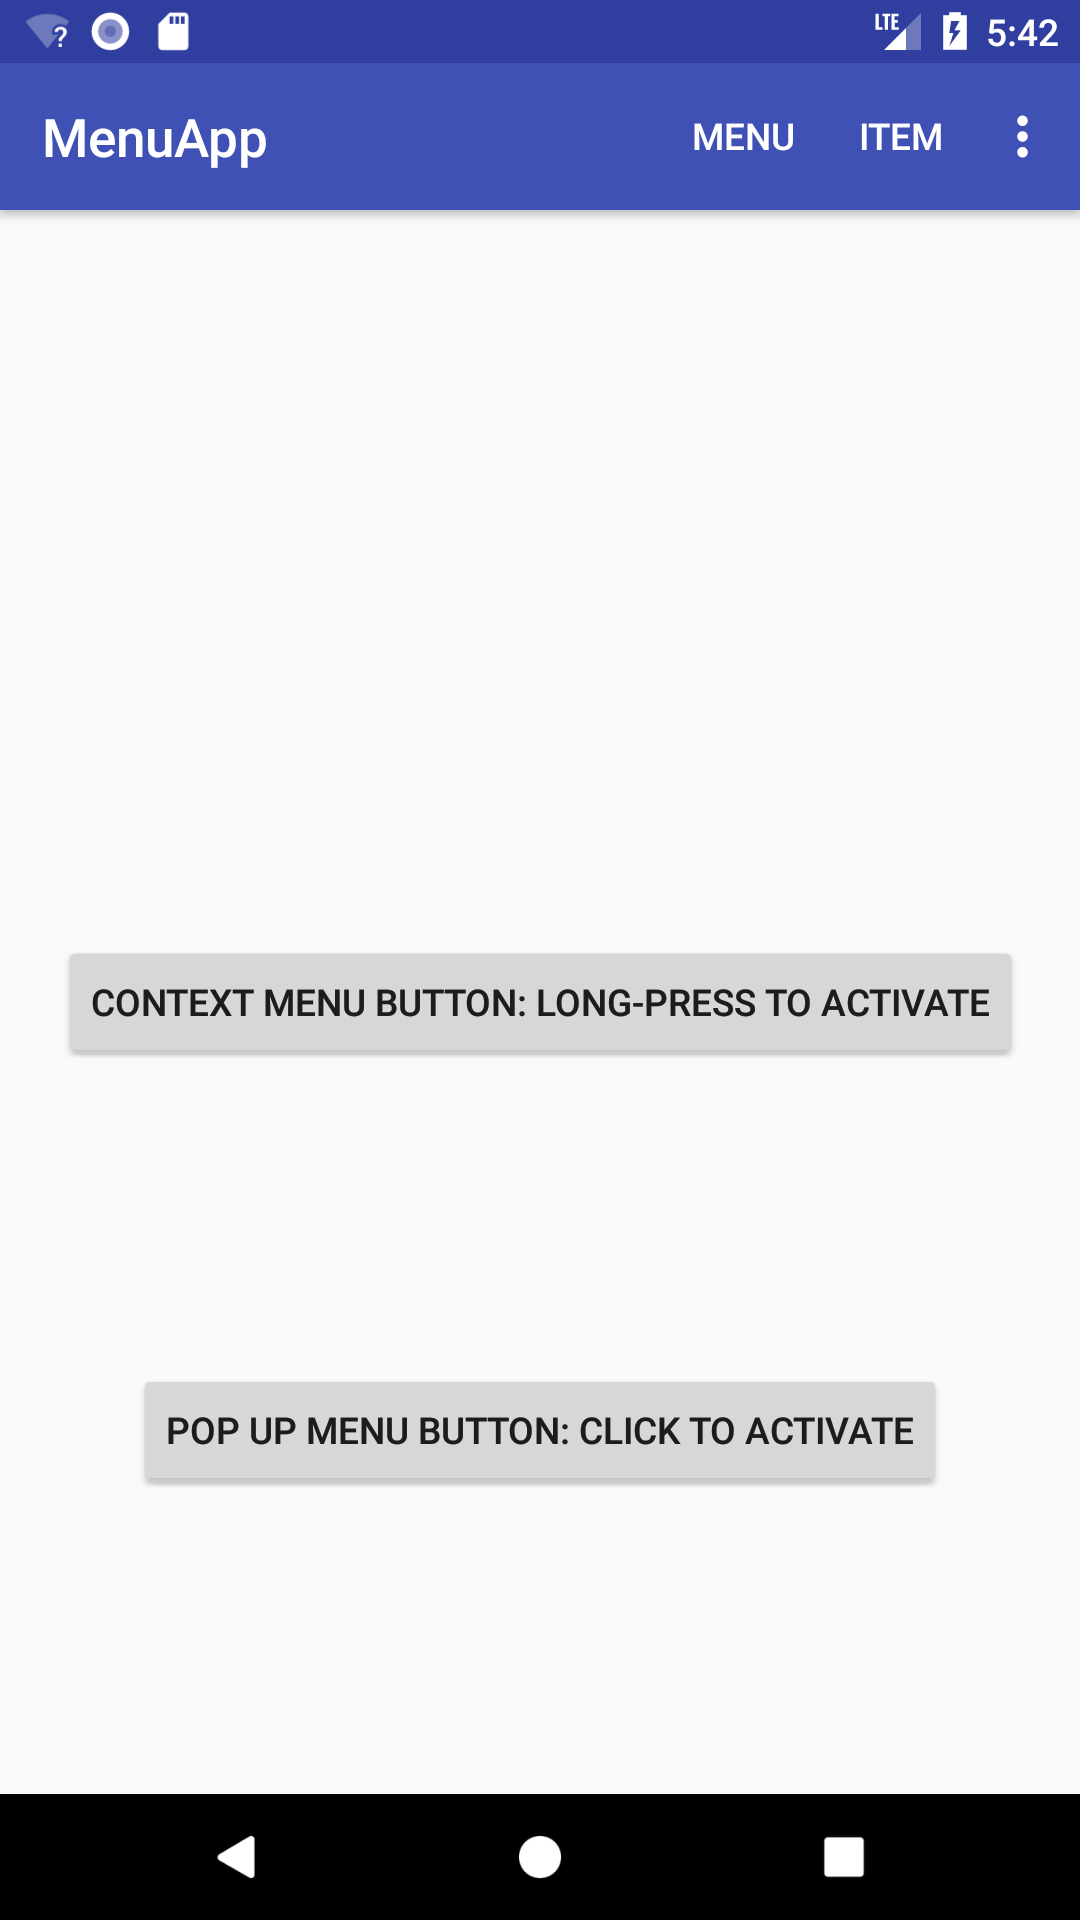 LTE 5:42
MenuApp MENU ITEM
CONTEXT MENU BUTTON: LONG-PRESS TO ACTIVATE
POP UP MENU BUTTON: CLICK TO ACTIVATE